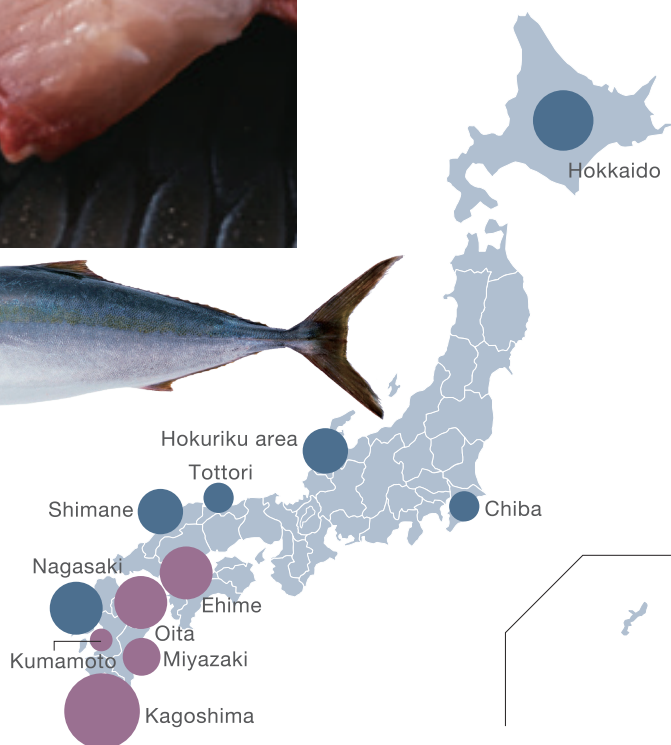 Hokkaido
Hokuriku area
Tottori
Shimane
Chiba
Nagasaki
Ehime
Oita
Kumamoto
Miyazaki
Kagoshima